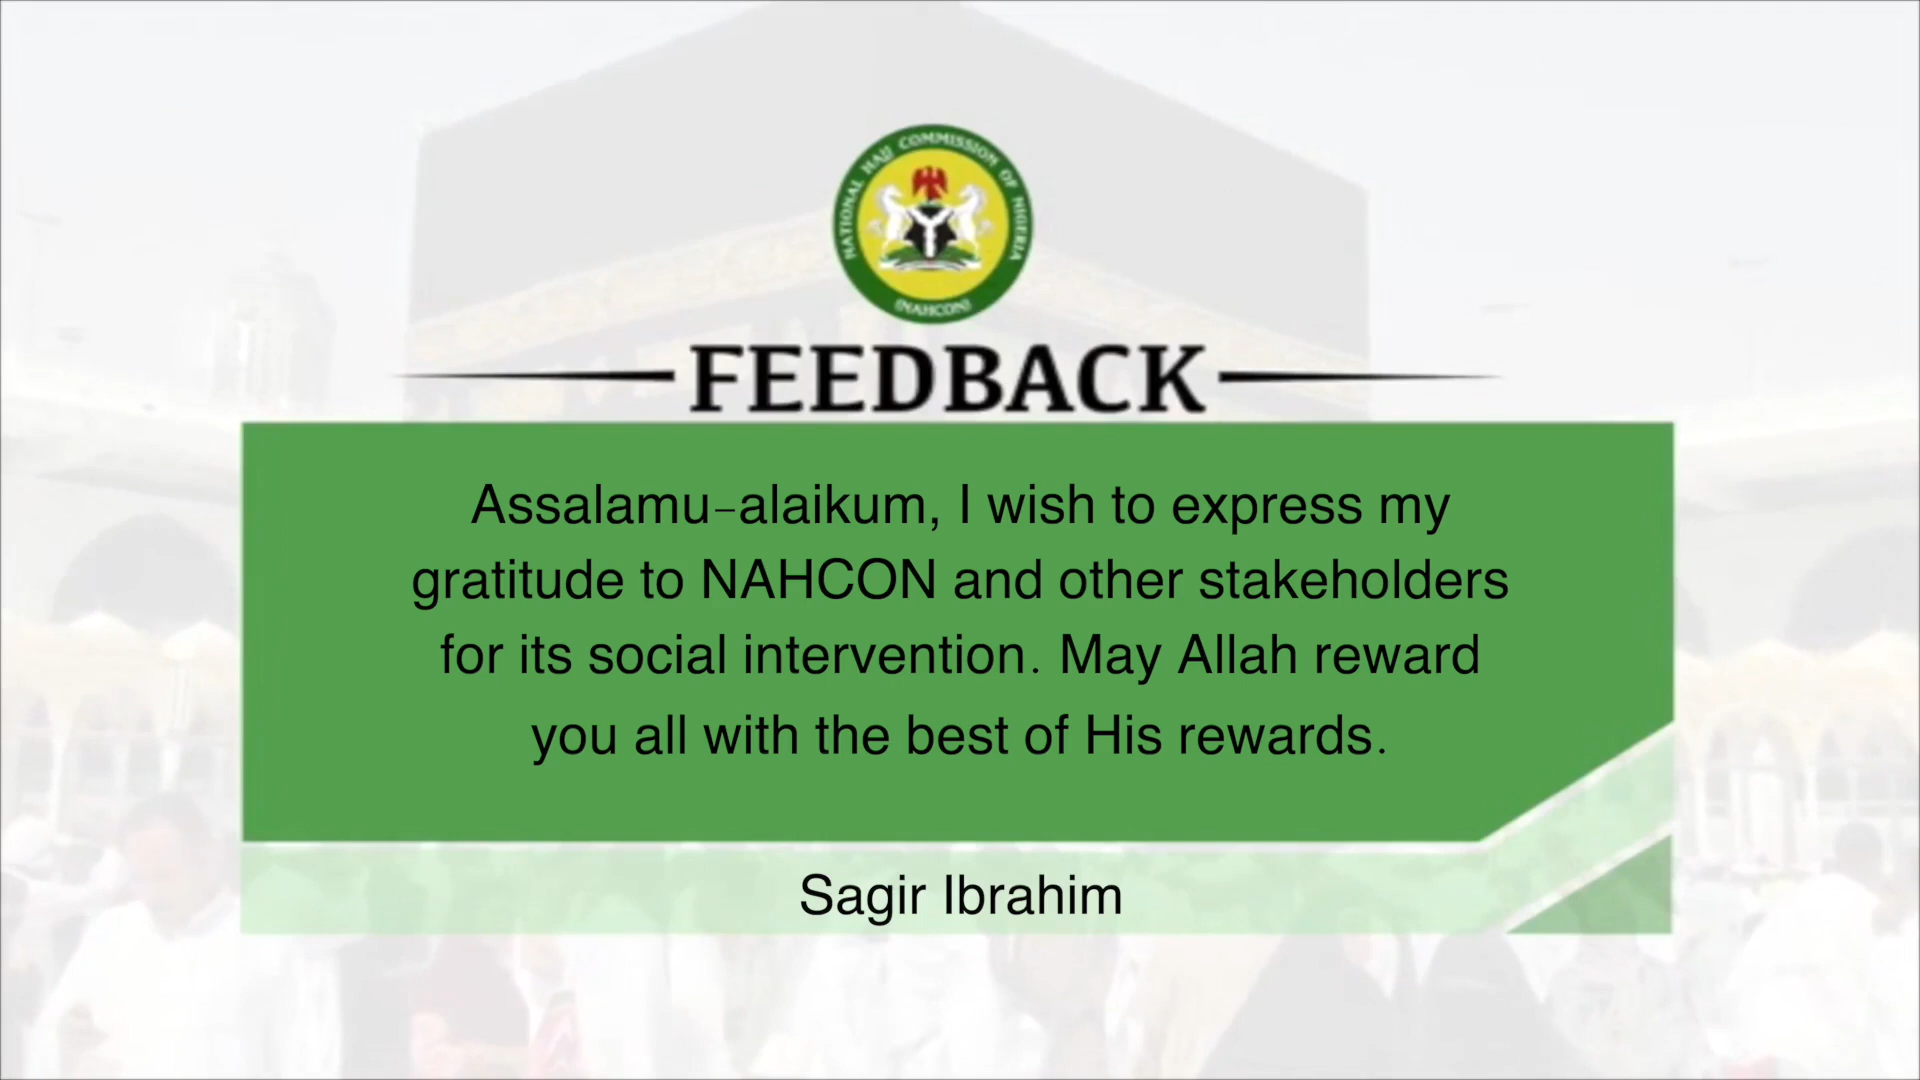 NATIONAL HAJJ COMMISSION OF NIGERIA
(NAHCON)
FEEDBACK
Assalamu-alaikum, I wish to express my
gratitude to NAHCON and other stakeholders
for its social intervention. May Allah reward
you all with the best of His rewards.
Sagir Ibrahim